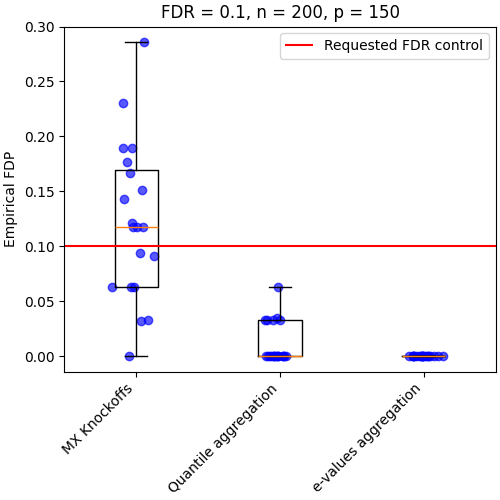 FDR = 0.1, n = 200, p = 150
Requested FDR control
Empirical FDP
0.30
0.25
0.20
0.15
0.10
0.05
0.00
MX Knockoffs
Quantile aggregation
e-values aggregation